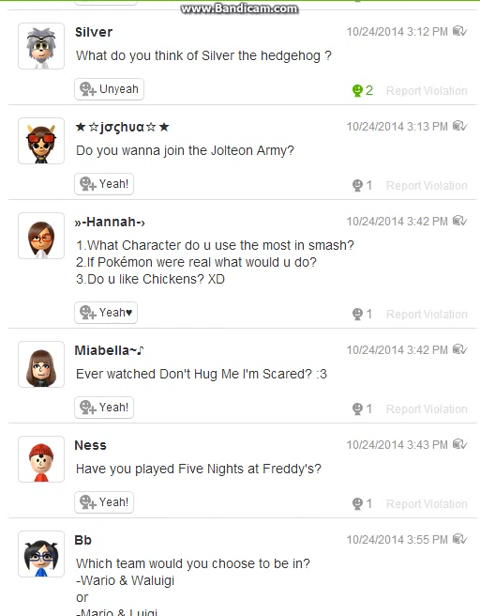 www.Bandicam.com
Silver 10/24/2014 3:12 PM
What do you think of Silver the hedgehog ?
Unyeah 2 Report Violation
★☆jσςhυα☆★ 10/24/2014 3:13 PM
Do you wanna join the Jolteon Army?
Yeah! 1 Report Violation
»-Hannah-› 10/24/2014 3:42 PM
1.What Character do u use the most in smash?
2.If Pokémon were real what would u do?
3.Do u like Chickens? XD
Yeah♥ 1 Report Violation
Miabella~♪ 10/24/2014 3:42 PM
Ever watched Don't Hug Me I'm Scared? :3
Yeah! 1 Report Violation
Ness 10/24/2014 3:43 PM
Have you played Five Nights at Freddy's?
Yeah! 1 Report Violation
Bb 10/24/2014 3:55 PM
Which team would you choose to be in?
-Wario & Waluigi
or
-Mario & Luigi